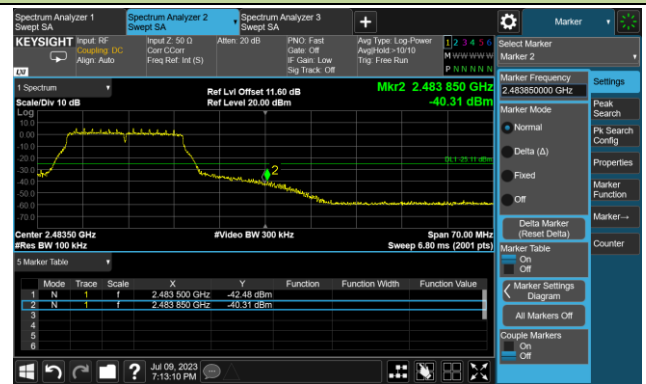 Spectrum Analyzer 1
Swept SA
Spectrum Analyzer 2
Swept SA
Spectrum Analyzer 3
Swept SA
+
Marker
KEYSIGHT
Input: RF
Coupling: DC
Align: Auto
Input Z: 50 Ω
Corr CCorr
Freq Ref: Int (S)
Atten: 20 dB
PNO: Fast
Gate: Off
IF Gain: Low
Sig Track: Off
Avg Type: Log-Power
Avg|Hold:>10/10
Trig: Free Run
1 2 3 4 5 6
M W W W W W
P N N N N N
LXI
1 Spectrum
Scale/Div 10 dB
Log
Ref Lvl Offset 11.60 dB
Ref Level 20.00 dBm
Mkr2 2.483 850 GHz
-40.31 dBm
10.0
0.00
-10.0
-20.0
-30.0
-40.0
-50.0
-60.0
-70.0
DL1 -25.11 dBm
2
Center 2.48350 GHz
#Res BW 100 kHz
#Video BW 300 kHz
Span 70.00 MHz
Sweep 6.80 ms (2001 pts)
5 Marker Table
Mode Trace Scale X Y Function Function Width Function Value
1 N 1 f 2.483 500 GHz -42.48 dBm
2 N 1 f 2.483 850 GHz -40.31 dBm
3
4
5
6
Select Marker
Marker 2
Marker Frequency
2.483850000 GHz
Marker Mode
Normal
Delta (Δ)
Fixed
Off
Delta Marker
(Reset Delta)
Marker Table
On
Off
Marker Settings
Diagram
All Markers Off
Couple Markers
On
Off
Settings
Peak
Search
Pk Search
Config
Properties
Marker
Function
Marker→
Counter
?
Jul 09, 2023
7:13:10 PM